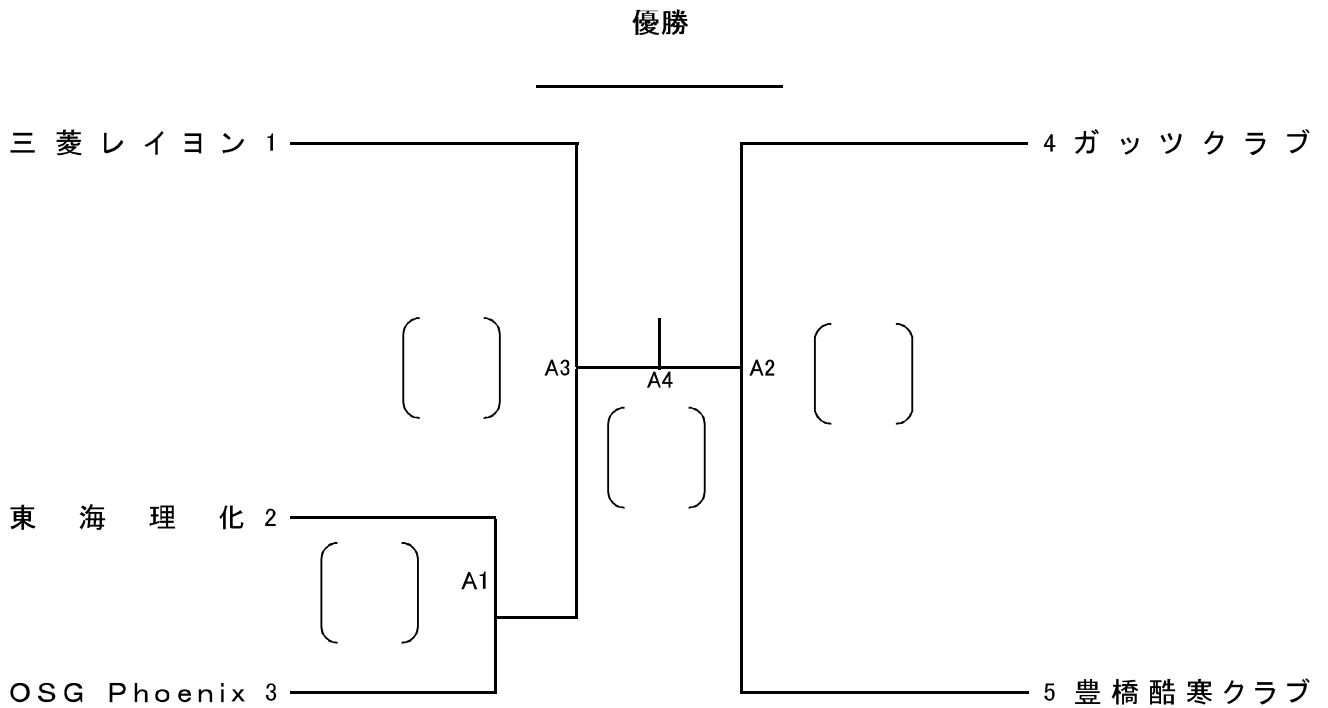 優勝
三菱レイヨン 1
4 ガッツクラブ
A3
A4
A2
東海理化 2
A1
OSG Phoenix 3
5 豊橋酷寒クラブ